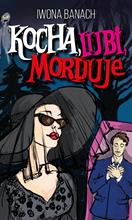 IWONA BANACH
KOCHA, LUBI,
MORDUJE